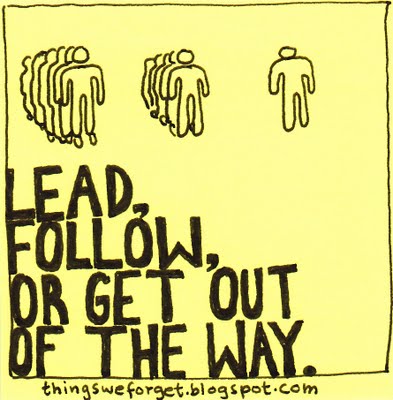 LEAD,
FOLLOW,
OR GET OUT
OF THE WAY.
thingsweforget.blogspot.com